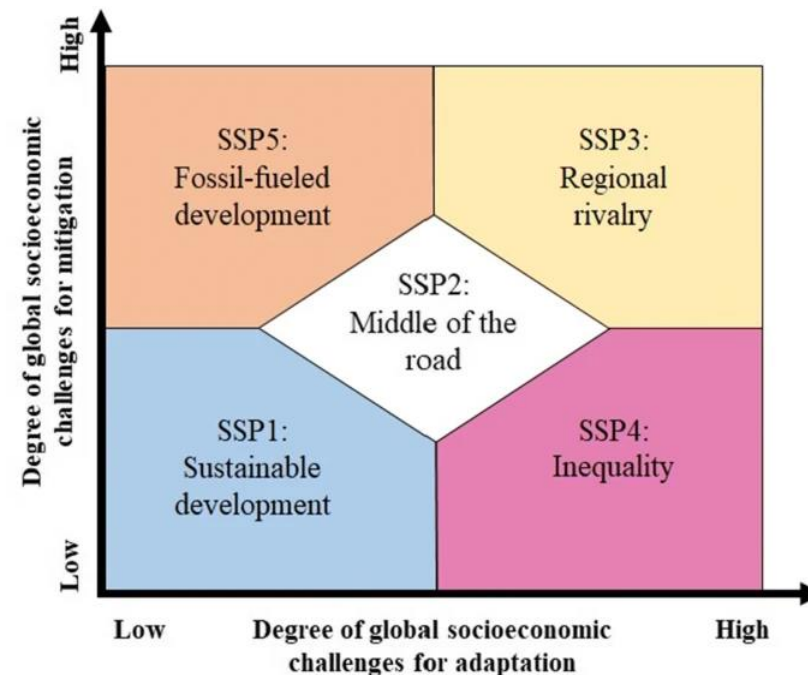 High
Degree of global socioeconomic
challenges for mitigation
Low
SSP5:
Fossil-fueled
development
SSP3:
Regional
rivalry
SSP2:
Middle of the
road
SSP1:
Sustainable
development
SSP4:
Inequality
Low
Degree of global socioeconomic
challenges for adaptation
High